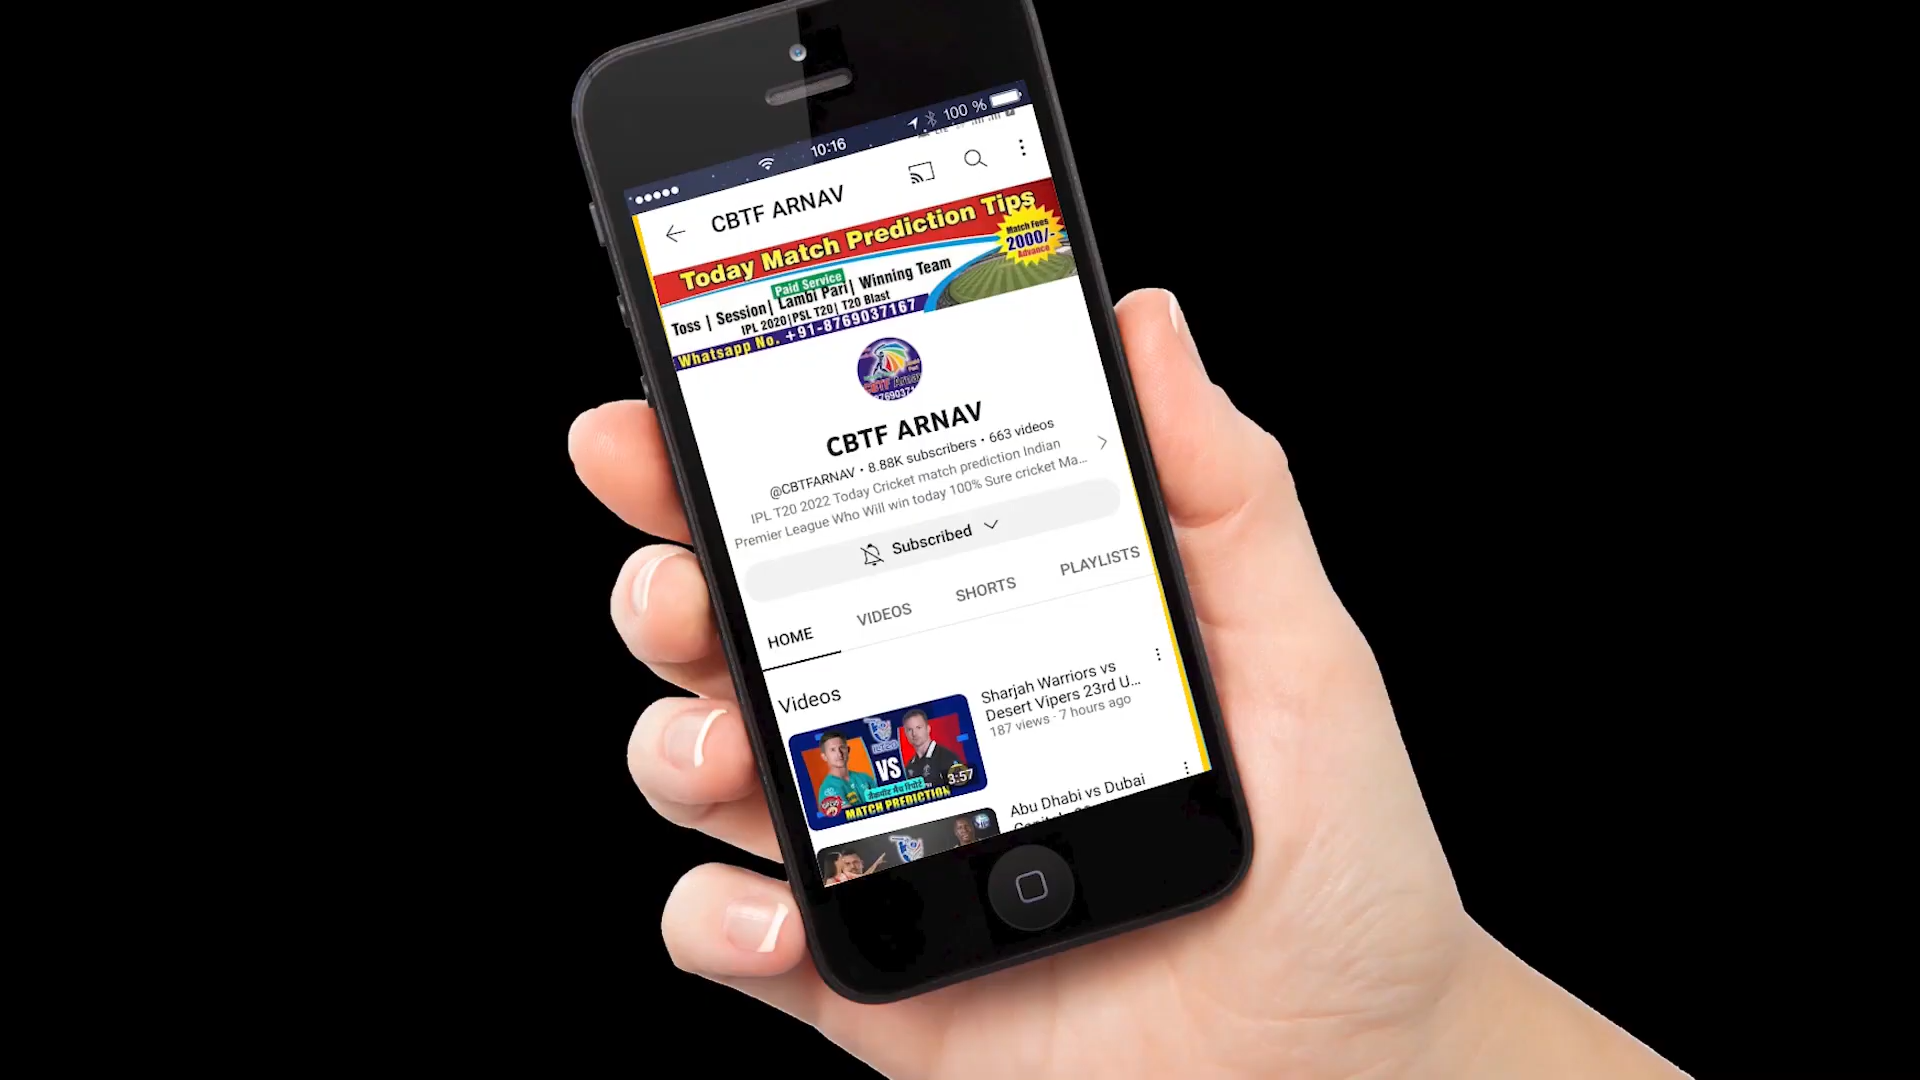 10:16
100 %
CBTF ARNAV
Today Match Prediction Tips
Match Fees
2000/-
Advance
Paid Service
Toss | Session| Lambi Pari| Winning Team
IPL 2020|PSL T20| T20 Blast
Whatsapp No. +91-8769037167
CBTF Arnav
CBTF ARNAV
@CBTFARNAV • 8.88K subscribers • 663 videos
IPL T20 2022 Today Cricket match prediction Indian
Premier League Who Will win today 100% Sure cricket Ma...
Subscribed
HOME
VIDEOS
SHORTS
PLAYLISTS
Videos
Sharjah Warriors vs
Desert Vipers 23rd U...
187 views · 7 hours ago
VS
3:57
जैकपोट मैच रिपोर्ट
MATCH PREDICTION
Abu Dhabi vs Dubai